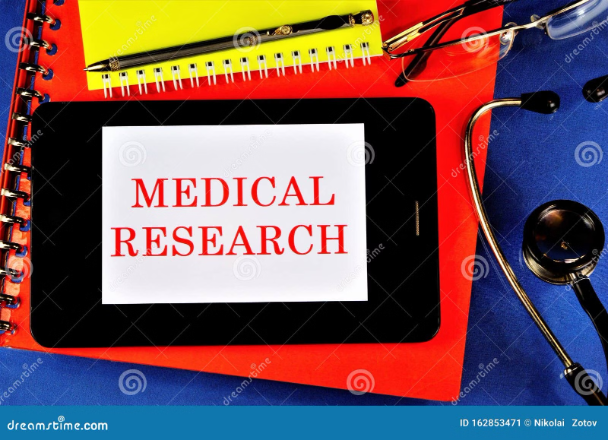 MEDICAL
RESEARCH
dreamstime.com
ID 162853471 © Nikolai Zotov